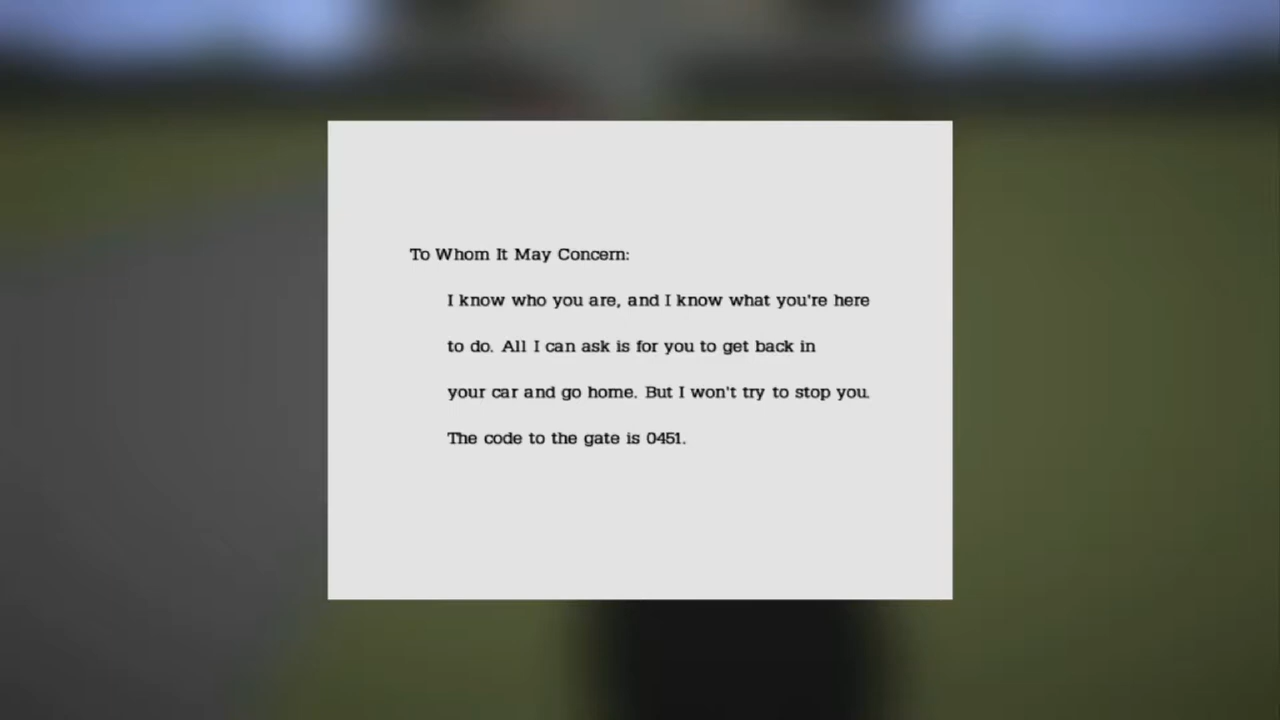 To Whom It May Concern:
I know who you are, and I know what you're here
to do. All I can ask is for you to get back in
your car and go home. But I won't try to stop you.
The code to the gate is 0451.